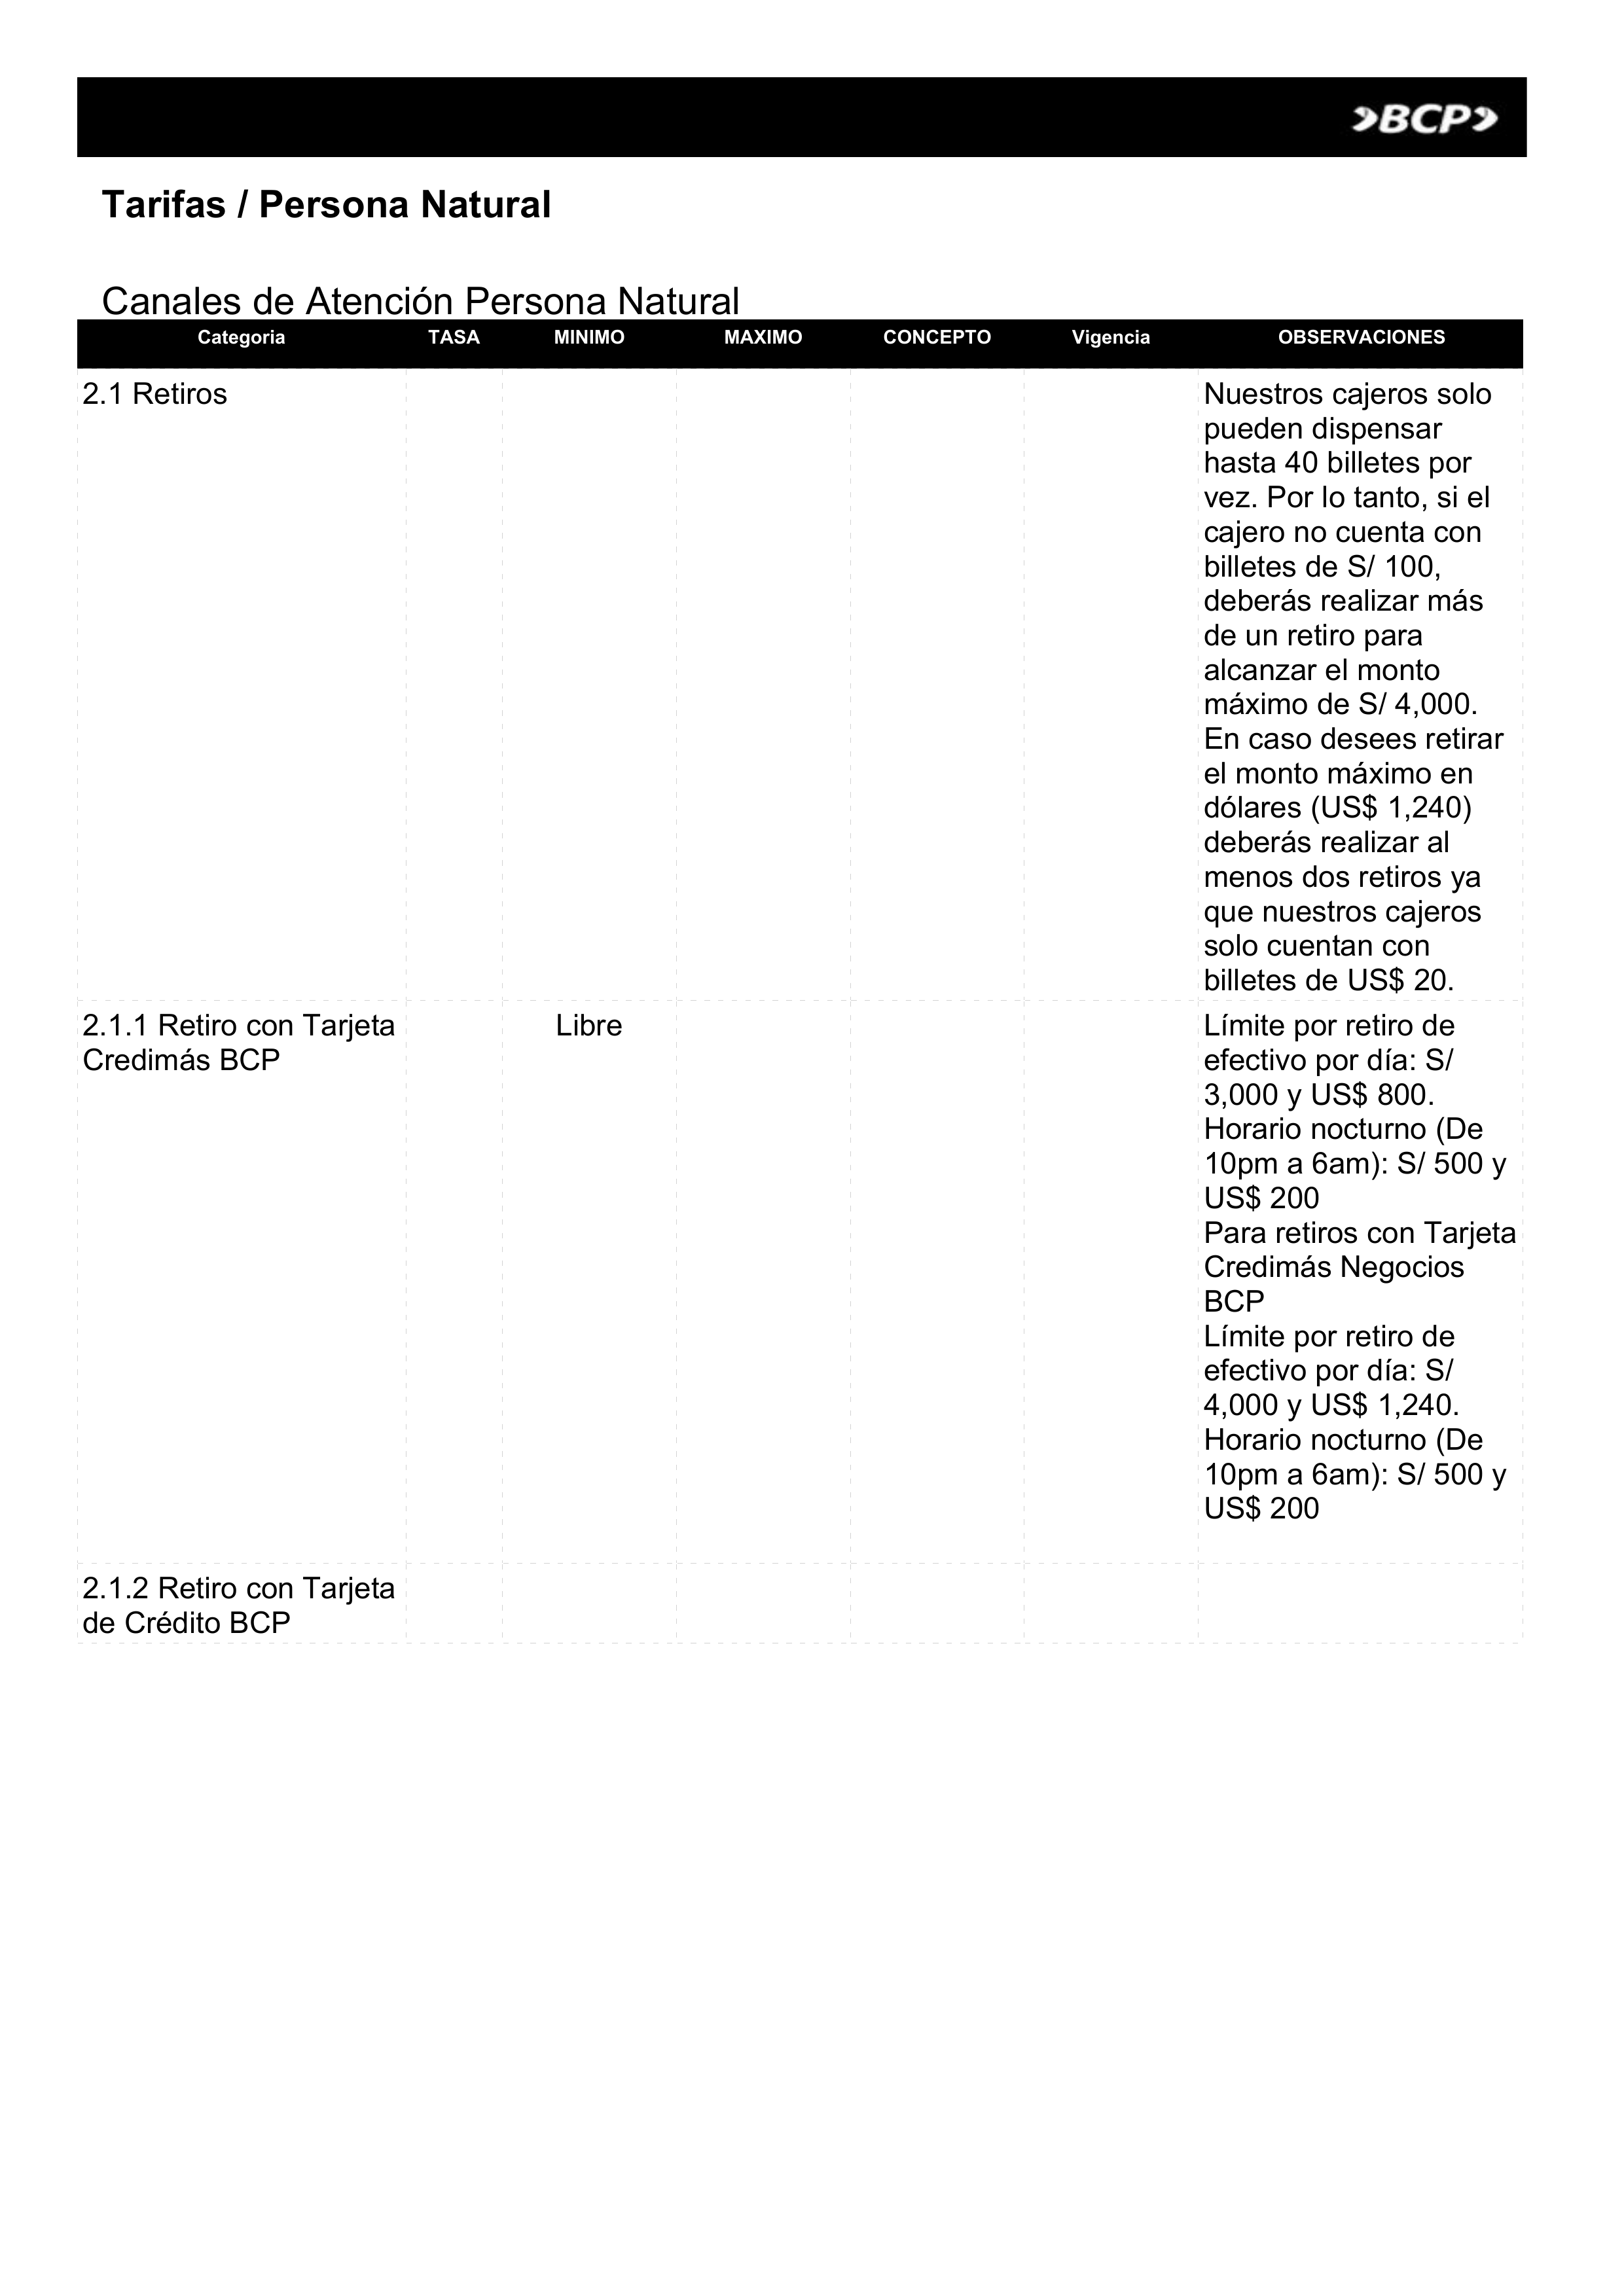 BCP
Tarifas / Persona Natural
Canales de Atención Persona Natural
Categoria TASA MINIMO MAXIMO CONCEPTO Vigencia OBSERVACIONES
2.1 Retiros
Nuestros cajeros solo
pueden dispensar
hasta 40 billetes por
vez. Por lo tanto, si el
cajero no cuenta con
billetes de S/ 100,
deberás realizar más
de un retiro para
alcanzar el monto
máximo de S/ 4,000.
En caso desees retirar
el monto máximo en
dólares (US$ 1,240)
deberás realizar al
menos dos retiros ya
que nuestros cajeros
solo cuentan con
billetes de US$ 20.
2.1.1 Retiro con Tarjeta
Credimás BCP
Libre
Límite por retiro de
efectivo por día: S/
3,000 y US$ 800.
Horario nocturno (De
10pm a 6am): S/ 500 y
US$ 200
Para retiros con Tarjeta
Credimás Negocios
BCP
Límite por retiro de
efectivo por día: S/
4,000 y US$ 1,240.
Horario nocturno (De
10pm a 6am): S/ 500 y
US$ 200
2.1.2 Retiro con Tarjeta
de Crédito BCP